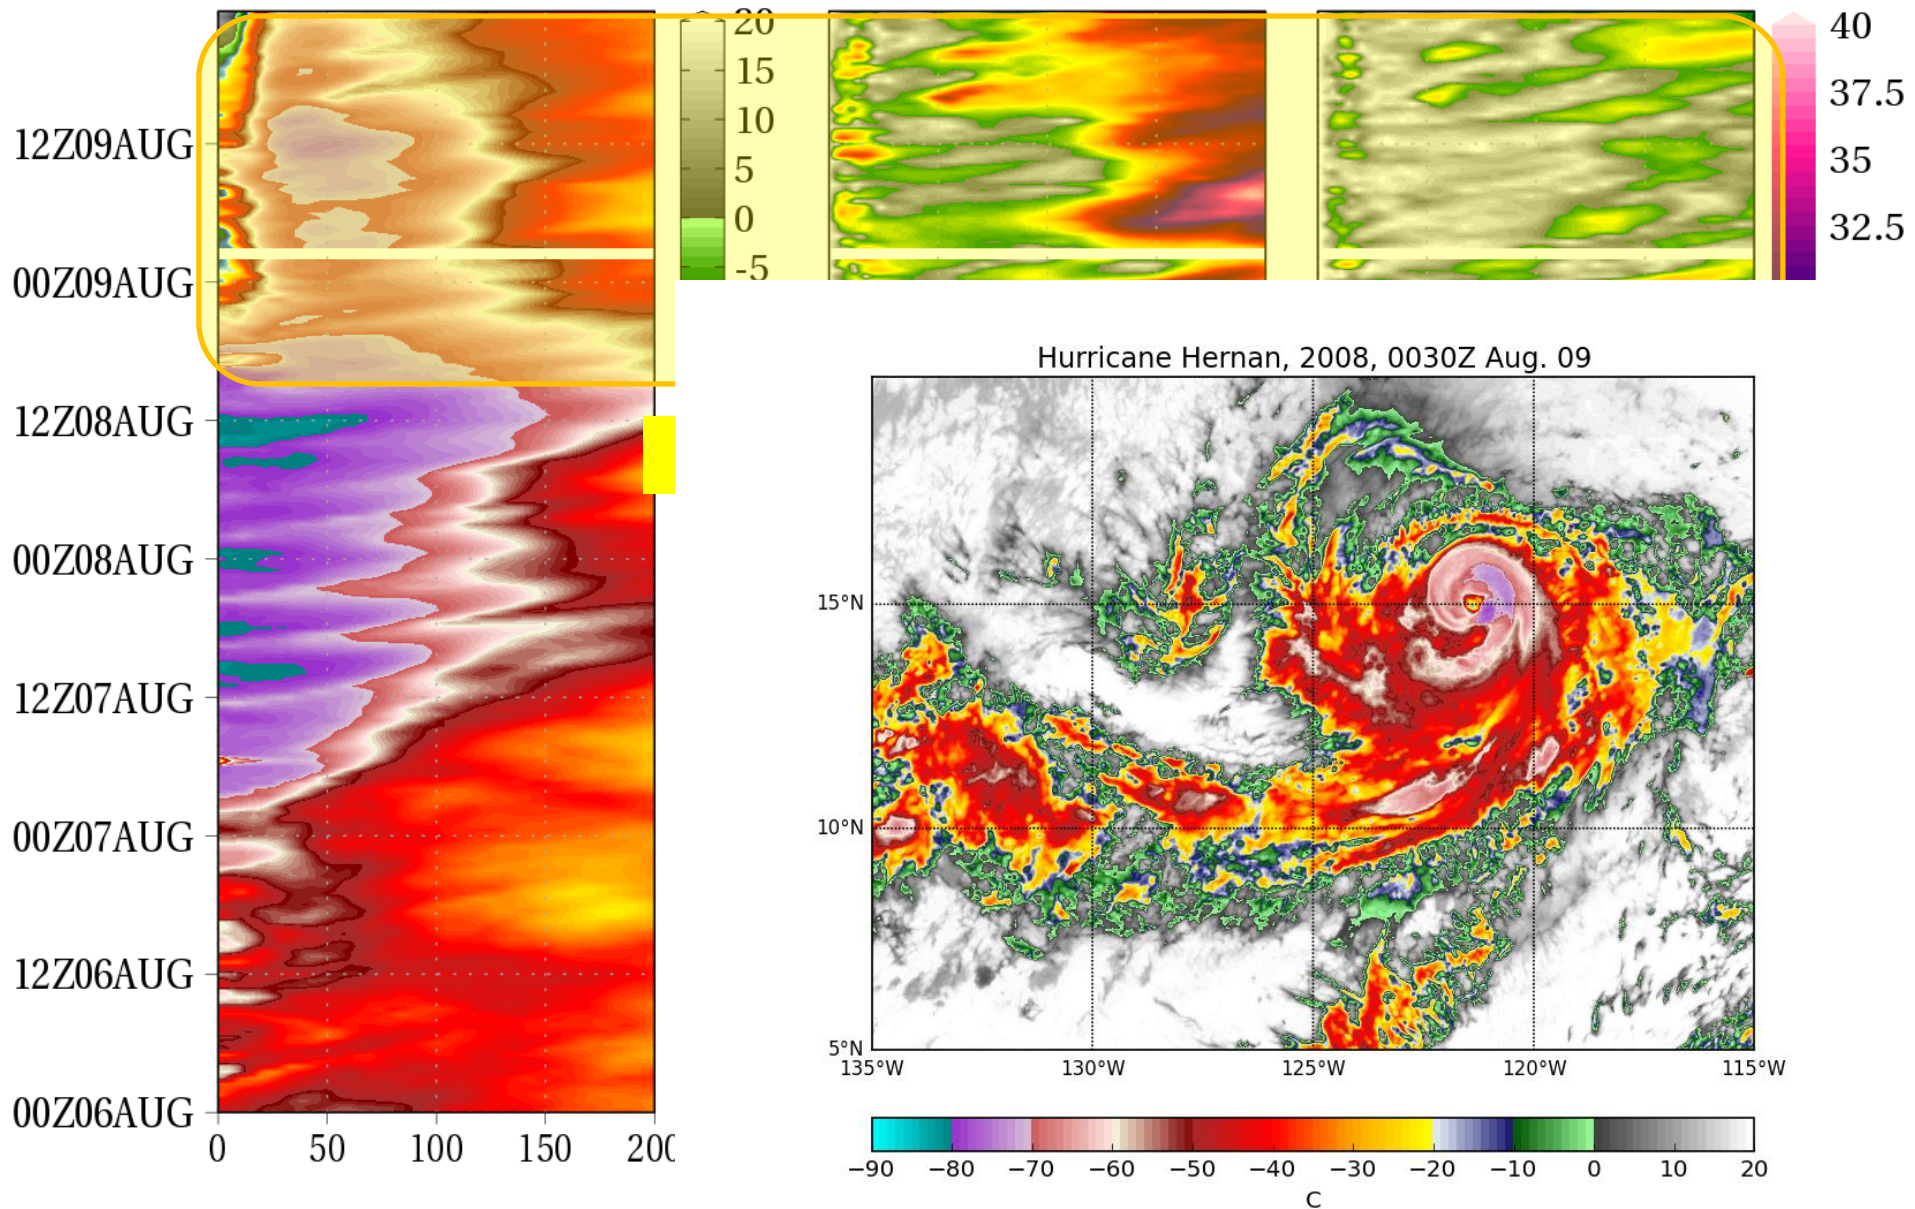 20
15
10
5
0
-5
40
37.5
35
32.5
12Z09AUG
00Z09AUG
12Z08AUG
00Z08AUG
12Z07AUG
00Z07AUG
12Z06AUG
00Z06AUG
0 50 100 150 200
Hurricane Hernan, 2008, 0030Z Aug. 09
15°N
10°N
5°N
135°W 130°W 125°W 120°W 115°W
−90 −80 −70 −60 −50 −40 −30 −20 −10 0 10 20
C